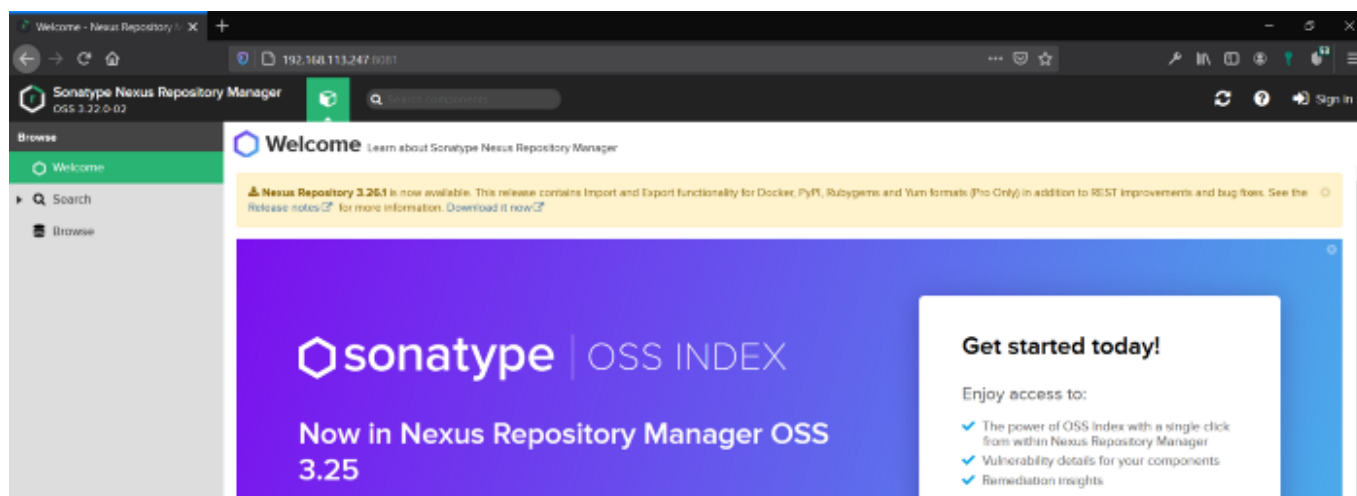 Welcome - Nexus Repository
192.168.113.247:8081
Sonatype Nexus Repository Manager
OSS 3.22.0-02
Search components
Sign in
Browse
Welcome
Search
Browse
Welcome Learn about Sonatype Nexus Repository Manager
Nexus Repository 3.26.1 is now available. This release contains Import and Export functionality for Docker, PyPI, Rubygems and Yum formats (Pro Only) in addition to REST improvements and bug fixes. See the
Release notes for more information. Download it now
sonatype | OSS INDEX
Now in Nexus Repository Manager OSS
3.25
Get started today!
Enjoy access to:
The power of OSS Index with a single click
from within Nexus Repository Manager
Vulnerability details for your components
Remediation insights